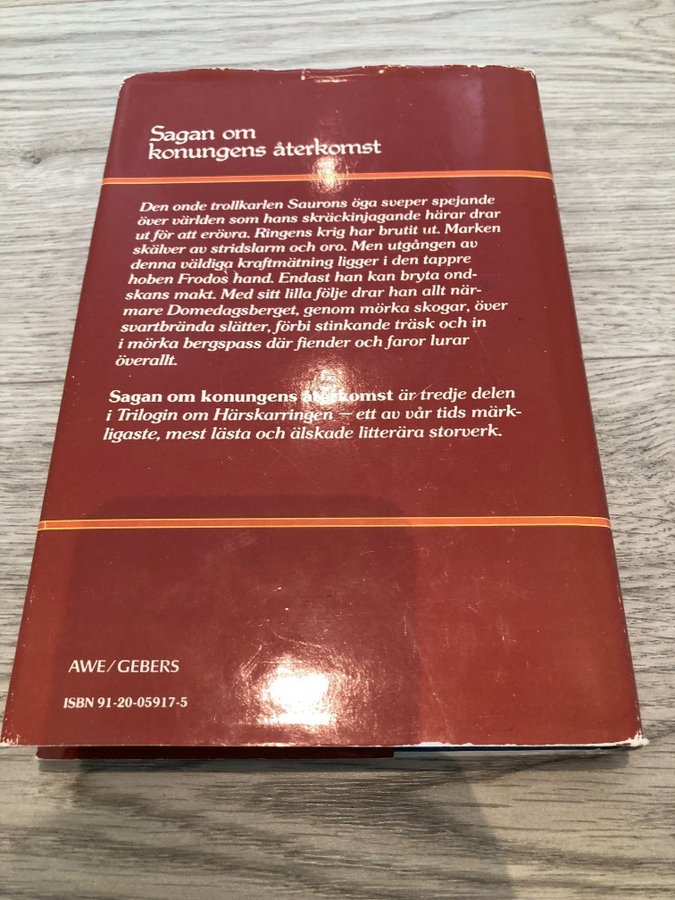 Sagan om
konungens återkomst
Den onde trollkarlen Saurons öga sveper spejande
över världen som hans skräckinjagande härar drar
ut för att erövra. Ringens krig har brutit ut. Marken
skälver av stridslarm och oro. Men utgången av
denna väldiga kraftmätning ligger i den tappre
hoben Frodos hand. Endast han kan bryta ond-
skans makt. Med sitt lilla följe drar han allt när-
mare Domedagsberget, genom mörka skogar, över
svartbrända slätter, förbi stinkande träsk och in
i mörka bergspass där fiender och faror lurar
överallt.
Sagan om konungens återkomst är tredje delen
i Trilogin om Härskarringen – ett av vår tids märk-
ligaste, mest lästa och älskade litterära storverk.
AWE/GEBERS
ISBN 91-20-05917-5